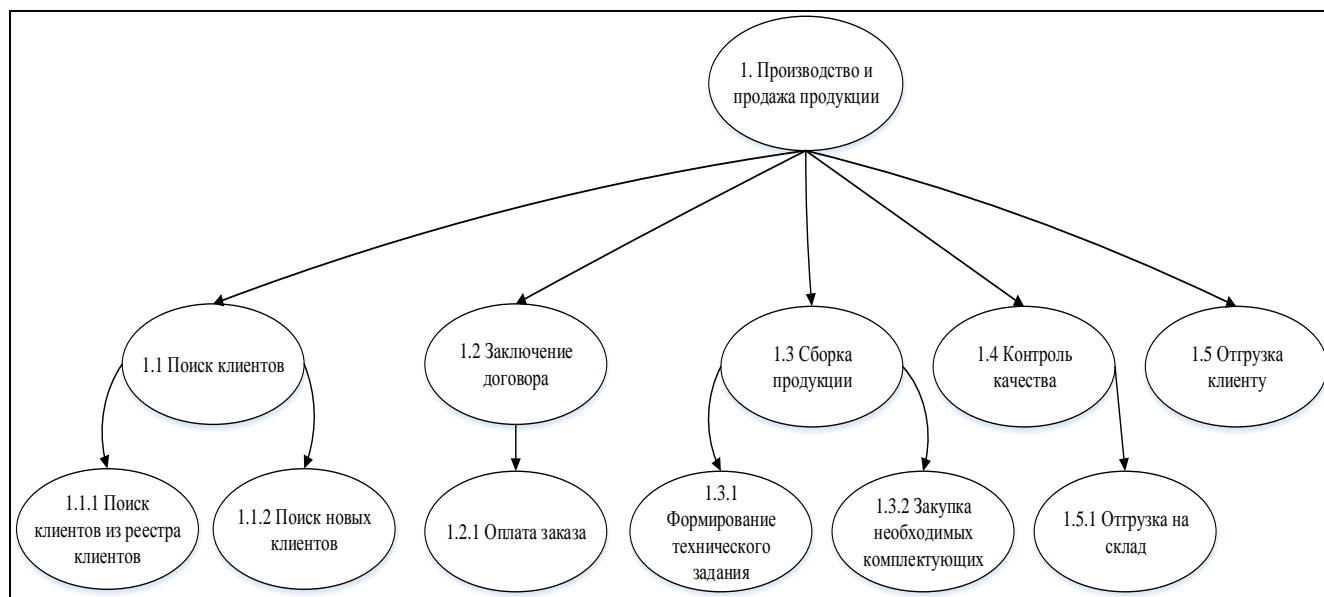 1. Производство и
продажа продукции
1.1 Поиск клиентов
1.2 Заключение
договора
1.3 Сборка
продукции
1.4 Контроль
качества
1.5 Отгрузка
клиенту
1.1.1 Поиск
клиентов из реестра
клиентов
1.1.2 Поиск новых
клиентов
1.2.1 Оплата заказа
1.3.1
Формирование
технического
задания
1.3.2 Закупка
необходимых
комплектующих
1.5.1 Отгрузка на
склад